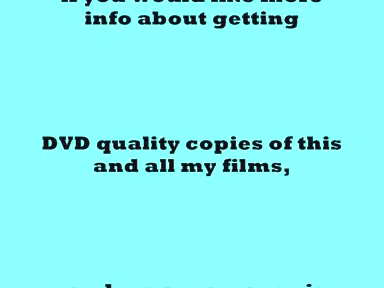 if you would like more
info about getting
DVD quality copies of this
and all my films,